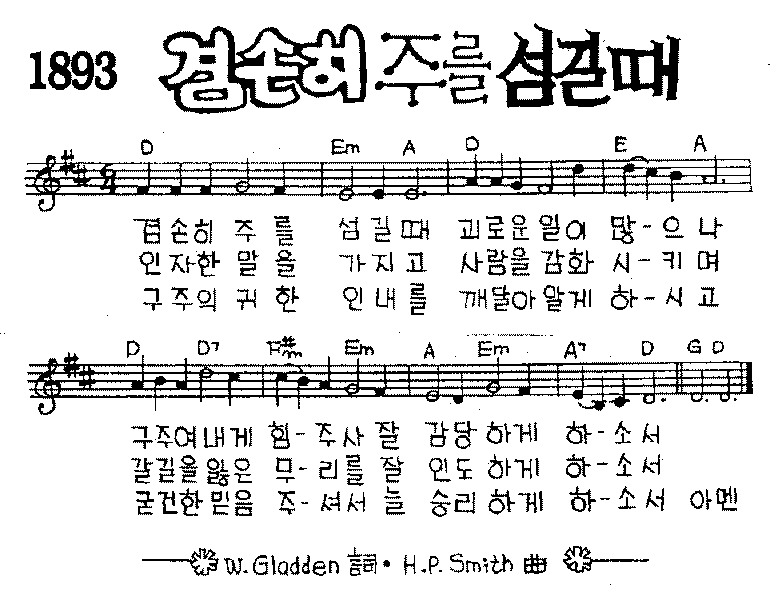 1893 겸손히 주를 섬길때
D Em A D E A
겸손히 주를 섬길때 괴로운일이 많-으나
인자한 말을 가지고 사람을감화 시-키며
구주의 귀한 인내를 깨달아알게 하-시고
D D7 F#m Em A Em A7 D G D
구주여내게 힘-주사 잘 감당하게 하-소서
갈길을잃은 무-리를잘 인도하게 하-소서
굳건한믿음 주-셔서늘 승리하게 하-소서 아멘
W. Gladden 詞 • H.P. Smith 曲